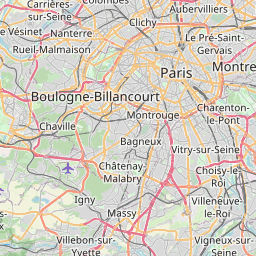 Carrières-
sur-Seine
Colombes
Aubervilliers
Clichy
Le Vésinet
Nanterre
Le Pré-Saint-
Gervais
Rueil-Malmaison
Paris
Montre
Boulogne-Billancourt
Charenton-
le-Pont
Montrouge
Chaville
Bagneux
Vitry-sur-Seine
Châtenay-
Malabry
Choisy-
le-Roi
Igny
Villeneuve-
le-Roi
Massy
Villebon-sur-
Yvette
Vigneux-sur-
Seine